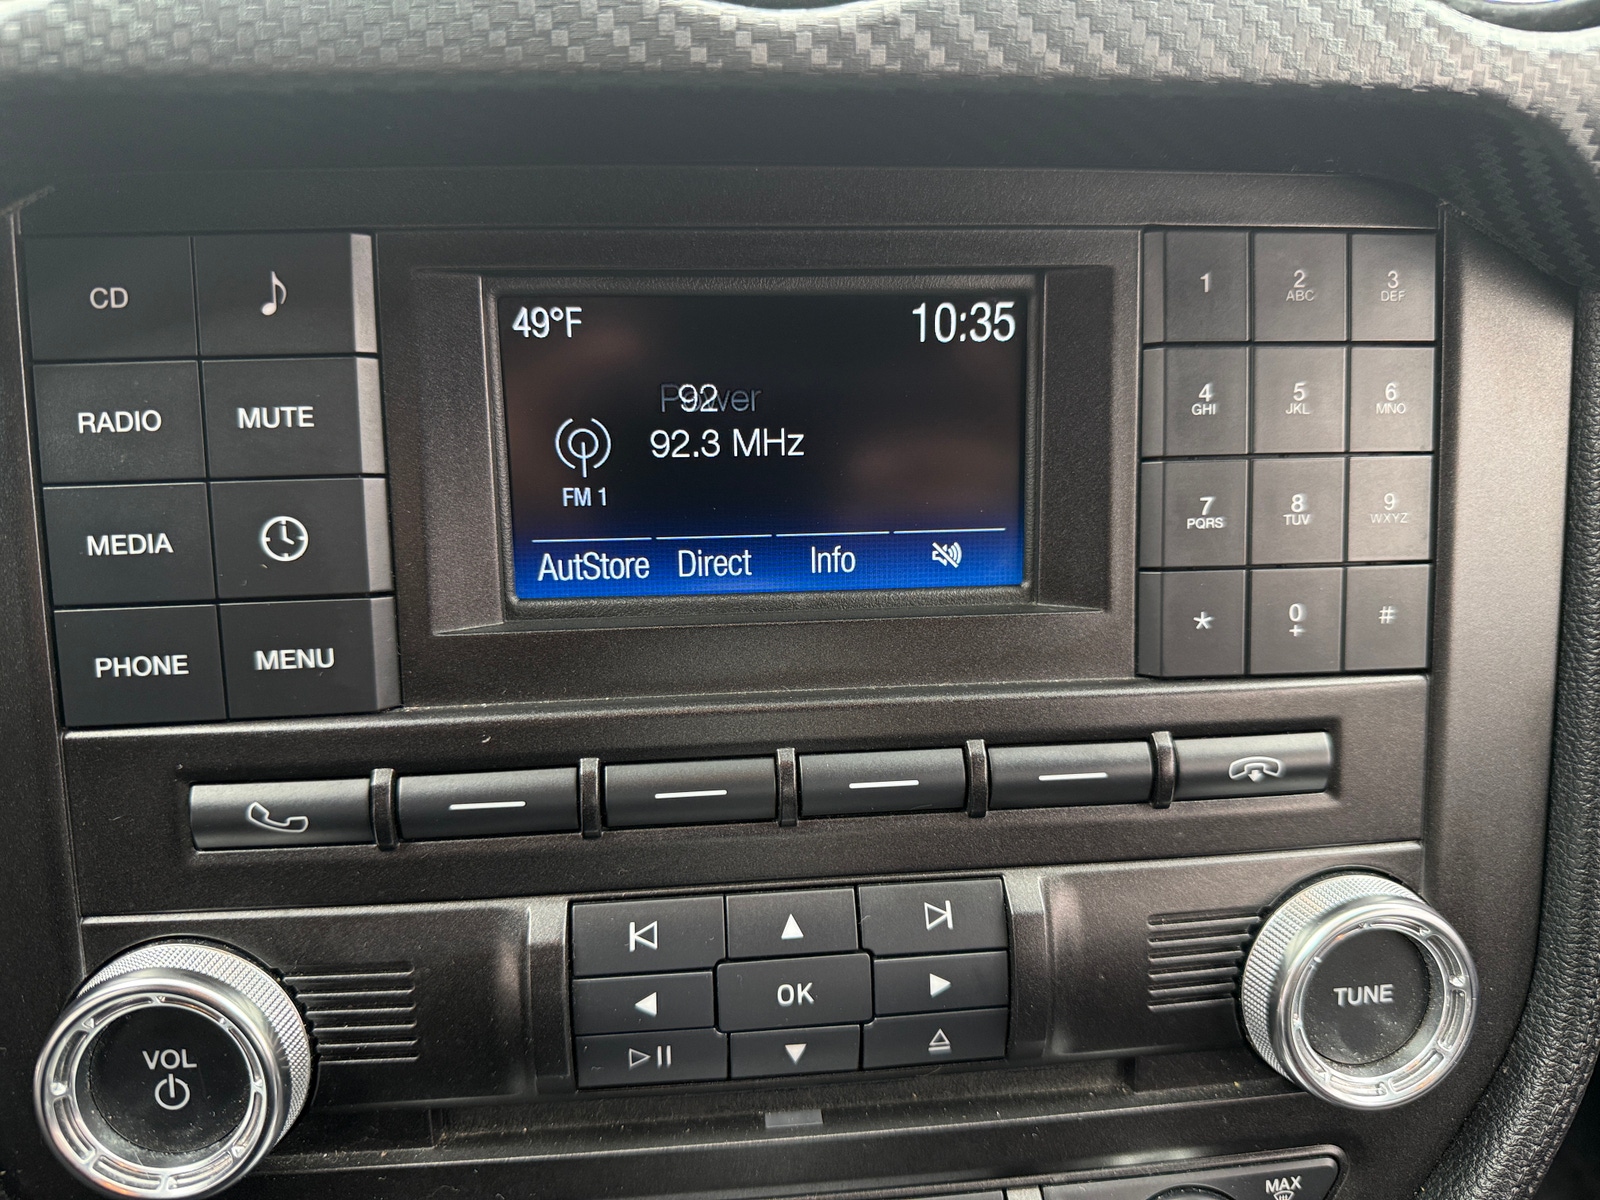 CD
RADIO
MUTE
MEDIA
PHONE
MENU
49°F
10:35
Power
92
92.3 MHz
FM 1
AutStore
Direct
Info
1
2
ABC
3
DEF
4
GHI
5
JKL
6
MNO
7
PQRS
8
TUV
9
WXYZ
*
0
+
#
OK
VOL
TUNE
MAX